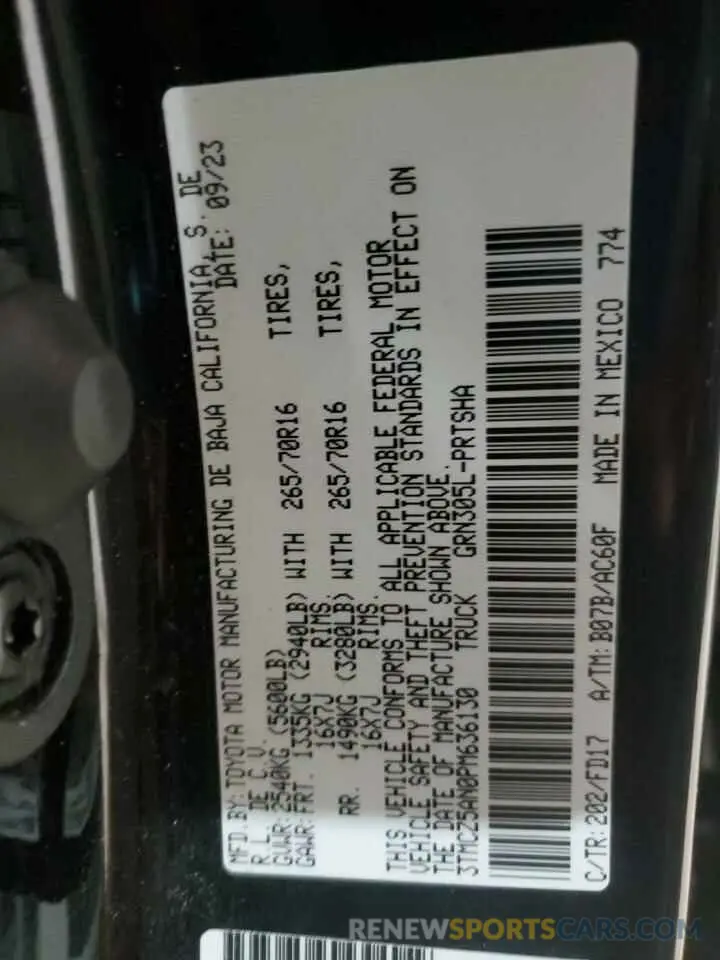 MFD.BY:TOYOTA MOTOR MANUFACTURING DE BAJA CALIFORNIA, S. DE
R.L. DE C.V. DATE: 09/23
GVWR: 2540KG (5600LB)
GAWR:FRT. 1335KG (2940LB) WITH 265/70R16 TIRES,
16X7J RIMS.
RR. 1490KG (3280LB) WITH 265/70R16 TIRES,
16X7J RIMS.
THIS VEHICLE CONFORMS TO ALL APPLICABLE FEDERAL MOTOR
VEHICLE SAFETY AND THEFT PREVENTION STANDARDS IN EFFECT ON
THE DATE OF MANUFACTURE SHOWN ABOVE.
3TMCZ5AN0PM636130 TRUCK GRN305L-PRTSHA
C/TR:202/FD17 A/TM:B07B/AC60F MADE IN MEXICO 774
RENEWSPORTSCARS.COM